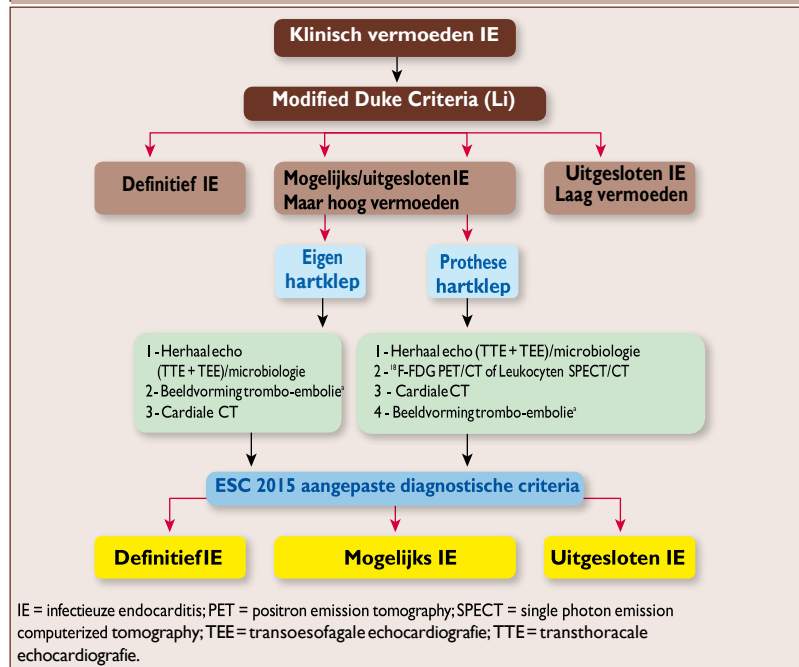 Klinisch vermoeden IE
Modified Duke Criteria (Li)
Definitief IE
Mogelijks/uitgesloten IE
Maar hoog vermoeden
Uitgesloten IE
Laag vermoeden
Eigen
hartklep
Prothese
hartklep
1 - Herhaal echo
(TTE + TEE)/microbiologie
2- Beeldvorming trombo-embolieᵃ
3- Cardiale CT
1 - Herhaal echo (TTE + TEE)/microbiologie
2- ¹⁸F-FDG PET/CT of Leukocyten SPECT/CT
3 - Cardiale CT
4 - Beeldvorming trombo-embolieᵃ
ESC 2015 aangepaste diagnostische criteria
Definitief IE
Mogelijks IE
Uitgesloten IE
IE = infectieuze endocarditis; PET = positron emission tomography; SPECT = single photon emission
computerized tomography; TEE = transoesofagale echocardiografie; TTE = transthoracale
echocardiografie.